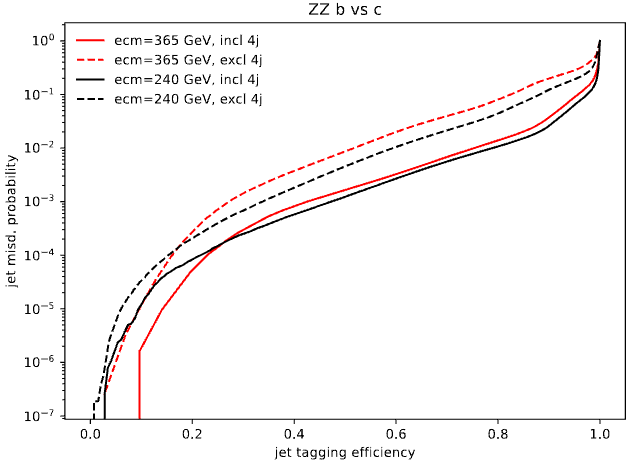 ZZ b vs c
ecm=365 GeV, incl 4j
ecm=365 GeV, excl 4j
ecm=240 GeV, incl 4j
ecm=240 GeV, excl 4j
jet misd. probability
10⁰
10⁻¹
10⁻²
10⁻³
10⁻⁴
10⁻⁵
10⁻⁶
10⁻⁷
0.0 0.2 0.4 0.6 0.8 1.0
jet tagging efficiency